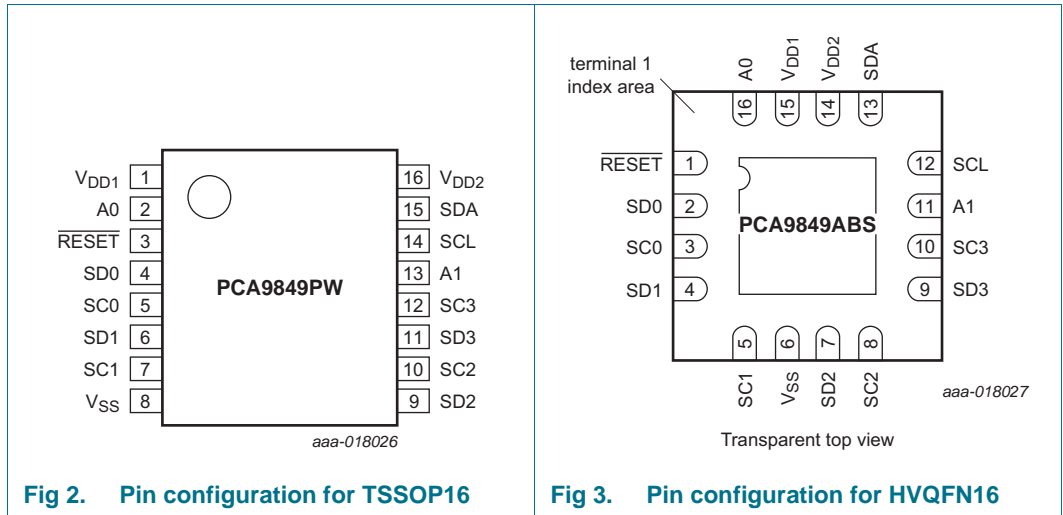 VDD1 1
A0 2
RESET 3
SD0 4
SC0 5
SD1 6
SC1 7
VSS 8
PCA9849PW
16 VDD2
15 SDA
14 SCL
13 A1
12 SC3
11 SD3
10 SC2
9 SD2
aaa-018026
Fig 2. Pin configuration for TSSOP16
terminal 1
index area
A0 VDD1 VDD2 SDA
16 15 14 13
RESET 1
SD0 2
SC0 3
SD1 4
PCA9849ABS
12 SCL
11 A1
10 SC3
9 SD3
5 6 7 8
SC1 VSS SD2 SC2
aaa-018027
Transparent top view
Fig 3. Pin configuration for HVQFN16